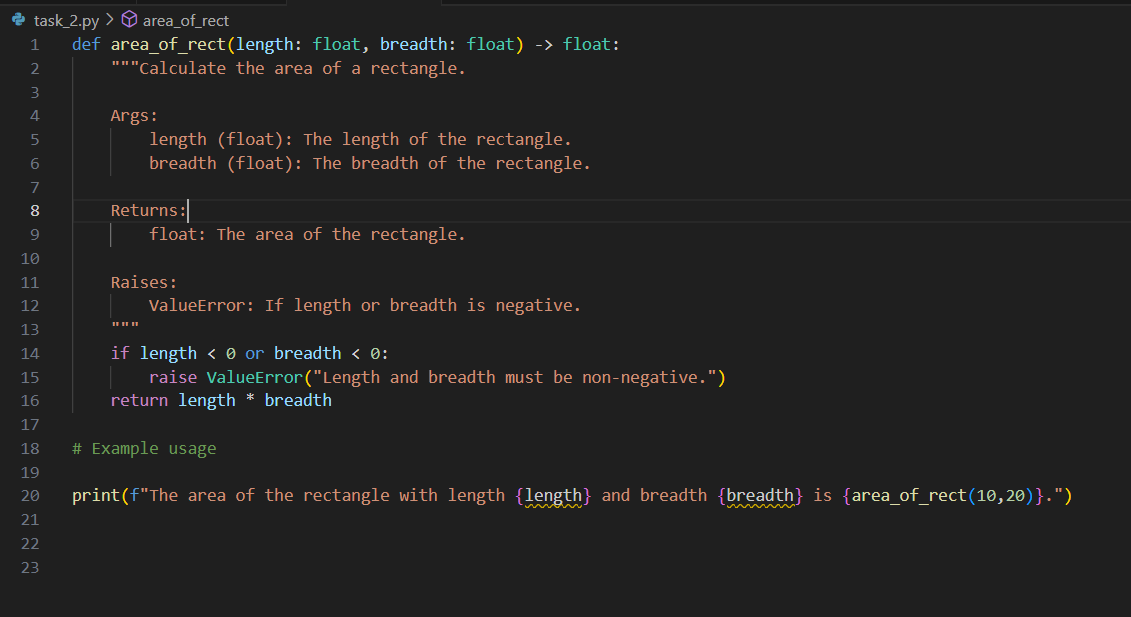 task_2.py > area_of_rect
1 def area_of_rect(length: float, breadth: float) -> float:
2     """Calculate the area of a rectangle.
3
4     Args:
5         length (float): The length of the rectangle.
6         breadth (float): The breadth of the rectangle.
7
8     Returns:
9         float: The area of the rectangle.
10
11     Raises:
12         ValueError: If length or breadth is negative.
13     """
14     if length < 0 or breadth < 0:
15         raise ValueError("Length and breadth must be non-negative.")
16     return length * breadth
17
18 # Example usage
19
20 print(f"The area of the rectangle with length {length} and breadth {breadth} is {area_of_rect(10,20)}.")
21
22
23